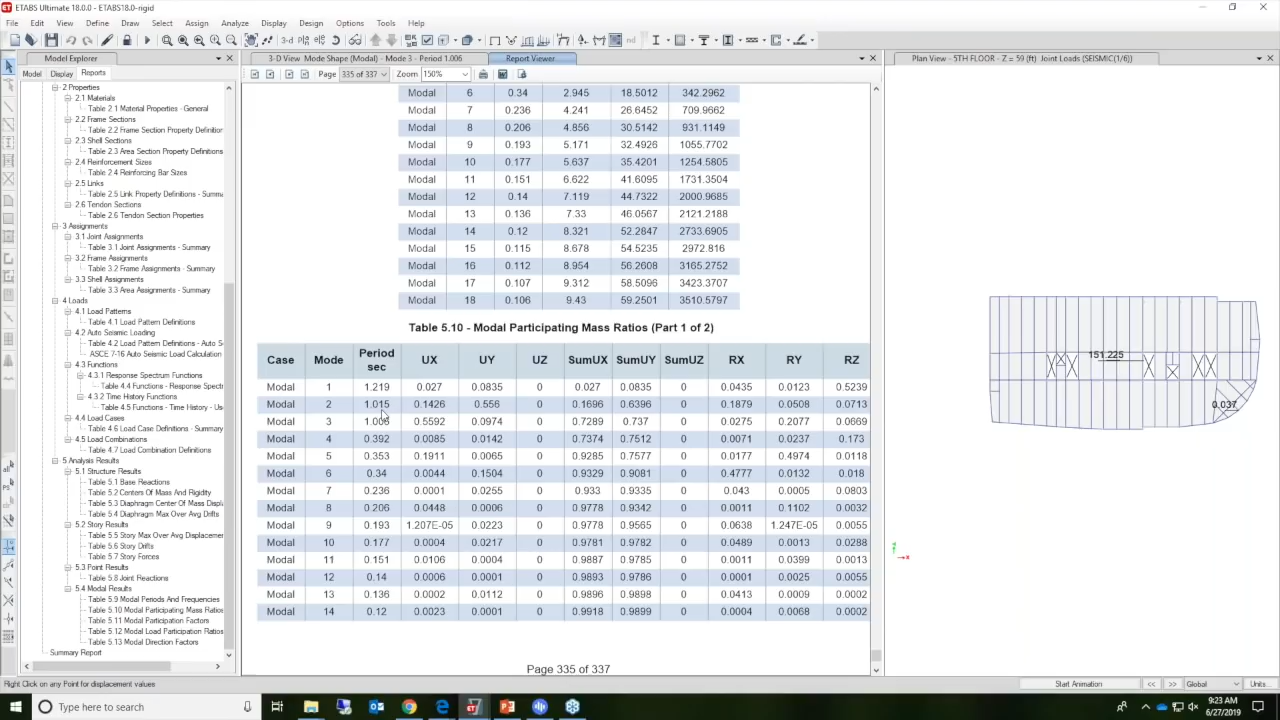 ETABS Ultimate 18.0.0 - ETABS18.0-rigid
File Edit View Define Draw Select Assign Analyze Display Design Options Tools Help
3-d
nd
Model Explorer
3-D View Mode Shape (Modal) - Mode 3 - Period 1.006
Report Viewer
Plan View - 5TH FLOOR - Z = 59 (ft) Joint Loads (SEISMIC(1/6))
Model Display Reports
Page 335 of 337 Zoom 150%
2 Properties
2.1 Materials
Table 2.1 Material Properties - General
2.2 Frame Sections
Table 2.2 Frame Section Property Definition
2.3 Shell Sections
Table 2.3 Area Section Property Definitions
2.4 Reinforcement Sizes
Table 2.4 Reinforcing Bar Sizes
2.5 Links
Table 2.5 Link Property Definitions - Summa
2.6 Tendon Sections
Table 2.6 Tendon Section Properties
3 Assignments
3.1 Joint Assignments
Table 3.1 Joint Assignments - Summary
3.2 Frame Assignments
Table 3.2 Frame Assignments - Summary
3.3 Shell Assignments
Table 3.3 Area Assignments - Summary
4 Loads
4.1 Load Patterns
Table 4.1 Load Pattern Definitions
4.2 Auto Seismic Loading
Table 4.2 Load Pattern Definitions - Auto S
ASCE 7-16 Auto Seismic Load Calculation
4.3 Functions
4.3.1 Response Spectrum Functions
Table 4.4 Functions - Response Spectr
4.3.2 Time History Functions
Table 4.5 Functions - Time History - Us
4.4 Load Cases
Table 4.6 Load Case Definitions - Summary
4.5 Load Combinations
Table 4.7 Load Combination Definitions
5 Analysis Results
5.1 Structure Results
Table 5.1 Base Reactions
Table 5.2 Centers Of Mass And Rigidity
Table 5.3 Diaphragm Center Of Mass Displ
Table 5.4 Diaphragm Max Over Avg Drifts
5.2 Story Results
Table 5.5 Story Max Over Avg Displacemer
Table 5.6 Story Drifts
Table 5.7 Story Forces
5.3 Point Results
Table 5.8 Joint Reactions
5.4 Modal Results
Table 5.9 Modal Periods And Frequencies
Table 5.10 Modal Participating Mass Ratios
Table 5.11 Modal Participation Factors
Table 5.12 Modal Load Participation Ratios
Table 5.13 Modal Direction Factors
Summary Report
Modal 6 0.34 2.945 18.5012 342.2962
Modal 7 0.236 4.241 26.6452 709.9662
Modal 8 0.206 4.856 30.5142 931.1149
Modal 9 0.193 5.171 32.4926 1055.7702
Modal 10 0.177 5.637 35.4201 1254.5805
Modal 11 0.151 6.622 41.6095 1731.3504
Modal 12 0.14 7.119 44.7322 2000.9685
Modal 13 0.136 7.33 46.0567 2121.2188
Modal 14 0.12 8.321 52.2847 2733.6905
Modal 15 0.115 8.678 54.5235 2972.816
Modal 16 0.112 8.954 56.2608 3165.2752
Modal 17 0.107 9.312 58.5096 3423.3707
Modal 18 0.106 9.43 59.2501 3510.5797
Table 5.10 - Modal Participating Mass Ratios (Part 1 of 2)
Case Mode Period sec UX UY UZ SumUX SumUY SumUZ RX RY RZ
Modal 1 1.219 0.027 0.0835 0 0.027 0.0835 0 0.0435 0.0123 0.5239
Modal 2 1.015 0.1426 0.556 0 0.1696 0.6396 0 0.1879 0.0508 0.0713
Modal 3 1.006 0.5592 0.0974 0 0.7289 0.737 0 0.0275 0.2077 0.0669
Modal 4 0.392 0.0085 0.0142 0 0.7374 0.7512 0 0.0071 0.0237 0.173
Modal 5 0.353 0.1911 0.0065 0 0.9285 0.7577 0 0.0177 0.4974 0.0118
Modal 6 0.34 0.0044 0.1504 0 0.9329 0.9081 0 0.4777 0.0132 0.018
Modal 7 0.236 0.0001 0.0255 0 0.933 0.9335 0 0.043 0.0005 0.0803
Modal 8 0.206 0.0448 0.0006 0 0.9778 0.9342 0 0.0011 0.1102 0.0032
Modal 9 0.193 1.207E-05 0.0223 0 0.9778 0.9565 0 0.0638 1.247E-05 0.0055
Modal 10 0.177 0.0004 0.0217 0 0.9781 0.9782 0 0.0489 0.0013 0.0288
Modal 11 0.151 0.0106 0.0004 0 0.9887 0.9785 0 0.0011 0.0399 0.0013
Modal 12 0.14 0.0006 0.0001 0 0.9893 0.9786 0 0.0001 0.0025 0.0055
Modal 13 0.136 0.0002 0.0112 0 0.9896 0.9898 0 0.0413 0.0009 0.0002
Modal 14 0.12 0.0023 0.0001 0 0.9918 0.9899 0 0.0004 0.0068 0.0002
Page 335 of 337
151.225
0.037
Right Click on any Point for displacement values
Start Animation << >> Global Units...
Type here to search
9:23 AM
6/27/2019